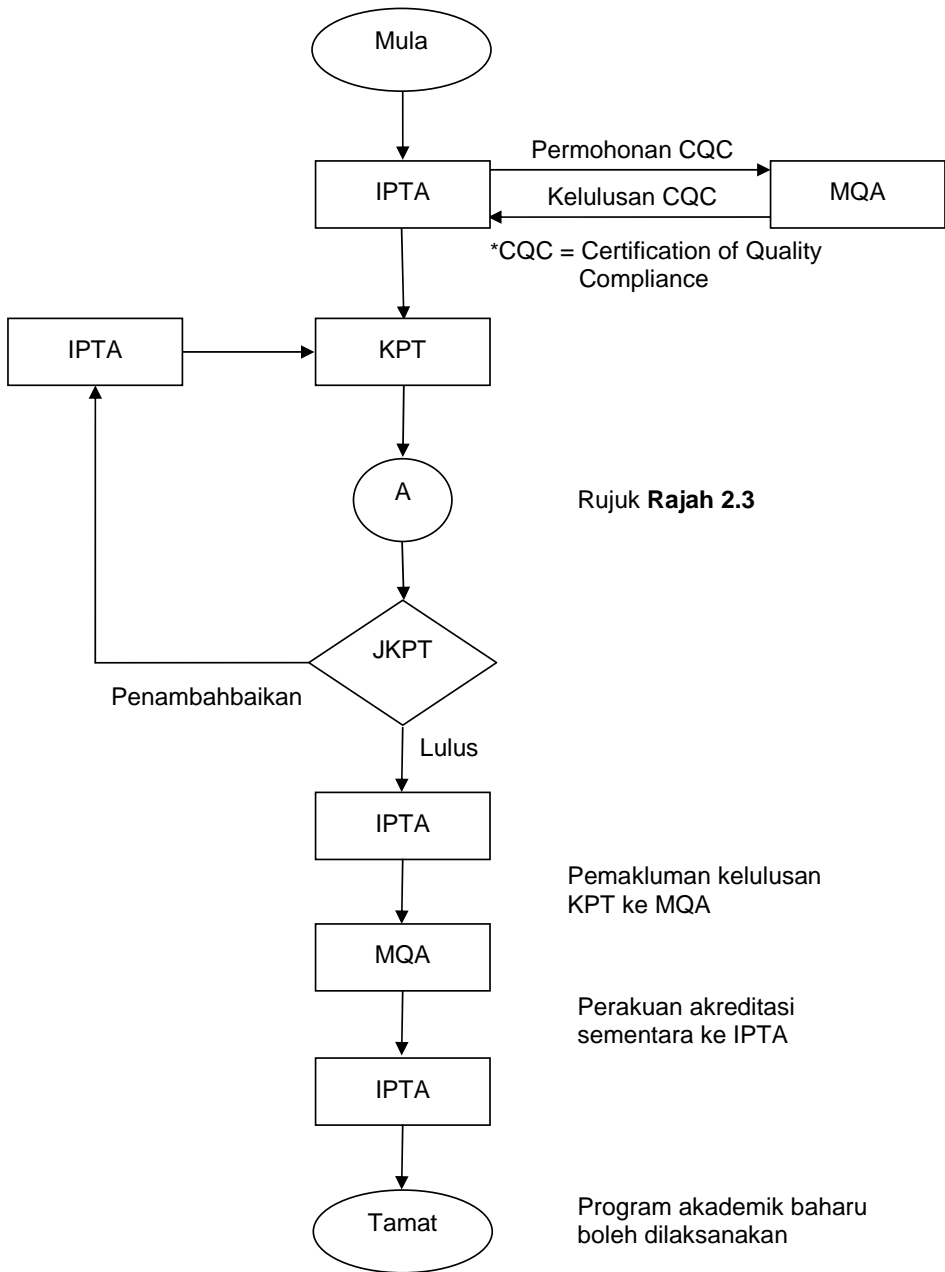 Mula
Permohonan CQC
IPTA
MQA
Kelulusan CQC
*CQC = Certification of Quality
Compliance
IPTA
KPT
A
Rujuk Rajah 2.3
JKPT
Penambahbaikan
Lulus
IPTA
Pemakluman kelulusan
KPT ke MQA
MQA
Perakuan akreditasi
sementara ke IPTA
IPTA
Tamat
Program akademik baharu
boleh dilaksanakan